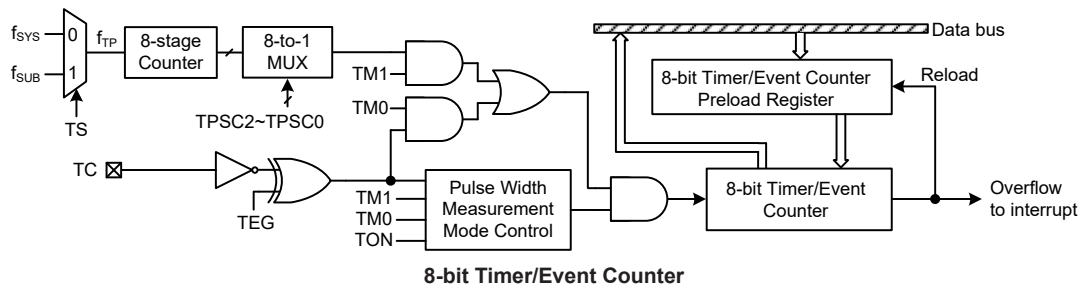 fSYS
0
fTP
8-stage
Counter
8-to-1
MUX
fSUB
1
TS
TPSC2~TPSC0
TM1
TM0
Data bus
8-bit Timer/Event Counter
Preload Register
Reload
TC
TEG
TM1
TM0
TON
Pulse Width
Measurement
Mode Control
8-bit Timer/Event
Counter
Overflow
to interrupt
8-bit Timer/Event Counter